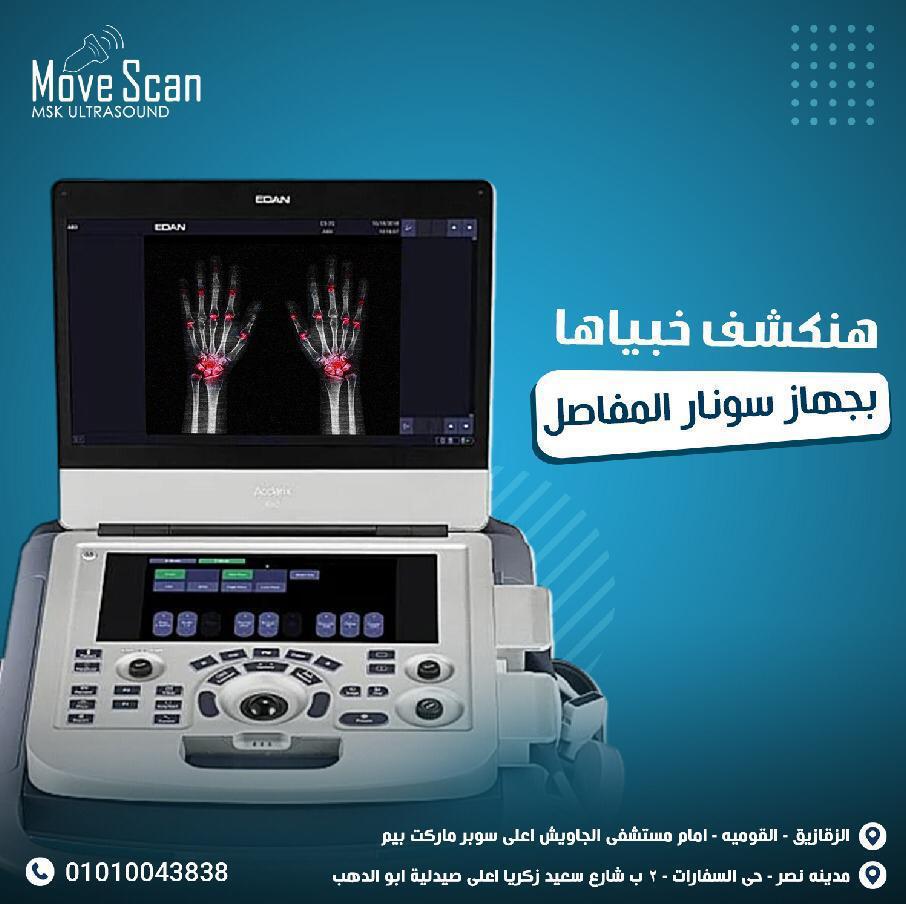 Move Scan
MSK ULTRASOUND
EDAN
EDAN
هنكشف خبياها
بجهاز سونار المفاصل
الزقازيق - القوميه - امام مستشفى الجاويش اعلى سوبر ماركت بيم
مدينه نصر - حى السفارات - ٢ ب شارع سعيد زكريا اعلى صيدلية ابو الدهب
01010043838